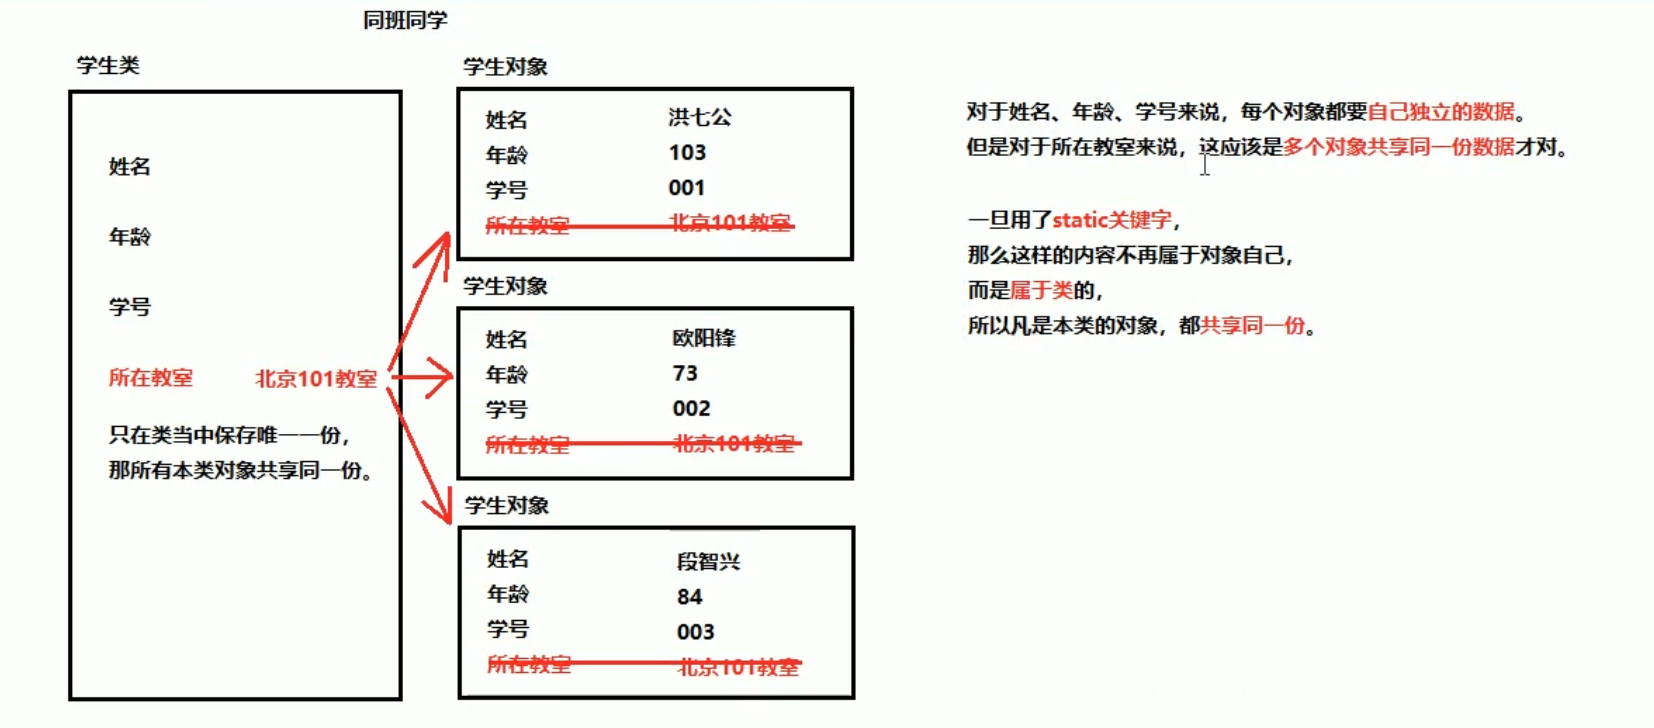 同班同学
学生类
姓名
年龄
学号
所在教室 北京101教室
只在类当中保存唯一一份，
那所有本类对象共享同一份。
学生对象
姓名 洪七公
年龄 103
学号 001
所在教室 北京101教室
学生对象
姓名 欧阳锋
年龄 73
学号 002
所在教室 北京101教室
学生对象
姓名 段智兴
年龄 84
学号 003
所在教室 北京101教室
对于姓名、年龄、学号来说，每个对象都要自己独立的数据。
但是对于所在教室来说，这应该是多个对象共享同一份数据才对。
一旦用了static关键字，
那么这样的内容不再属于对象自己，
而是属于类的，
所以凡是本类的对象，都共享同一份。